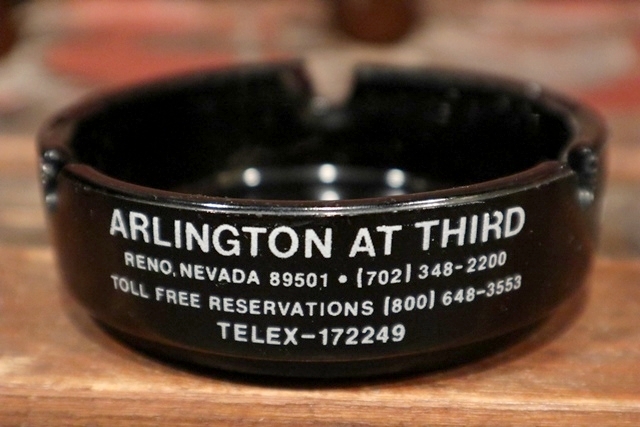 ARLINGTON AT THIRD
RENO, NEVADA 89501 • (702) 348-2200
TOLL FREE RESERVATIONS (800) 648-3553
TELEX-172249